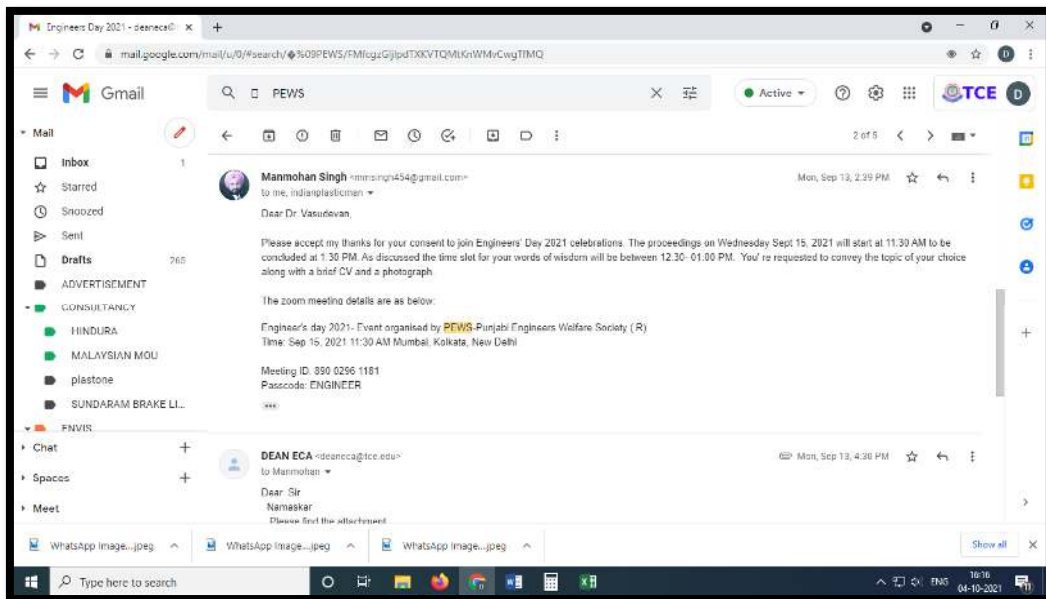 Engineers Day 2021 - deaneca@
mail.google.com/mail/u/0/#search/�%09PEWS/FMfcgzGljlpdTXKVTQMtKnWMvCwgTfMQ
Gmail
PEWS
Active
TCE
D
Mail
2 of 5
Inbox 1
Starred
Snoozed
Sent
Drafts 265
ADVERTISEMENT
CONSULTANCY
HINDURA
MALAYSIAN MOU
plastone
SUNDARAM BRAKE LI...
ENVIS
Chat
Spaces
Meet
Manmohan Singh <mmsingh454@gmail.com> Mon, Sep 13, 2:39 PM
to me, indianplasticman
Dear Dr. Vasudevan,
Please accept my thanks for your consent to join Engineers' Day 2021 celebrations. The proceedings on Wednesday Sept 15, 2021 will start at 11.30 AM to be
concluded at 1.30 PM. As discussed the time slot for your words of wisdom will be between 12.30- 01.00 PM. You' re requested to convey the topic of your choice
along with a brief CV and a photograph.
The zoom meeting details are as below:
Engineer's day 2021- Event organised by PEWS-Punjabi Engineers Welfare Society ( R)
Time: Sep 15, 2021 11:30 AM Mumbai, Kolkata, New Delhi
Meeting ID: 890 0296 1181
Passcode: ENGINEER
DEAN ECA <deaneca@tce.edu> Mon, Sep 13, 4:30 PM
to Manmohan
Dear Sir
Namaskar
Please find the attachment
WhatsApp Image...jpeg WhatsApp Image...jpeg WhatsApp Image...jpeg Show all
Type here to search
ENG
16:16
04-10-2021